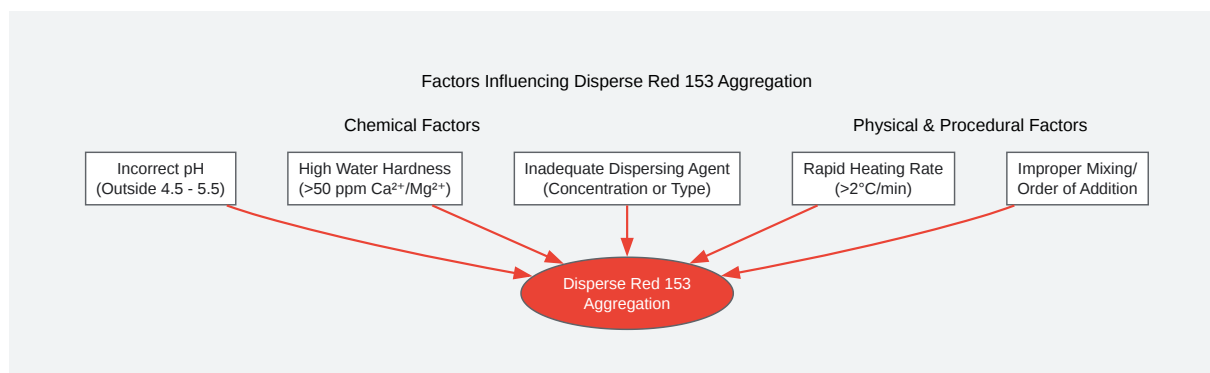 Factors Influencing Disperse Red 153 Aggregation
Chemical Factors
Physical & Procedural Factors
Incorrect pH
(Outside 4.5 - 5.5)
High Water Hardness
(>50 ppm Ca²⁺/Mg²⁺)
Inadequate Dispersing Agent
(Concentration or Type)
Rapid Heating Rate
(>2°C/min)
Improper Mixing/
Order of Addition
Disperse Red 153
Aggregation